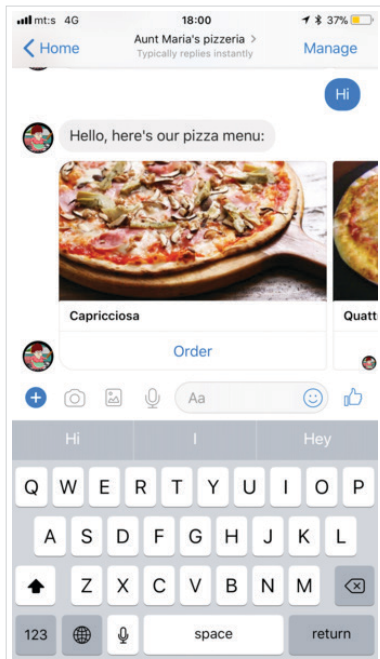 mt:s 4G 18:00 37%
Home Aunt Maria's pizzeria > Manage
Typically replies instantly
Hi
Hello, here's our pizza menu:
Capricciosa Quatt
Order
Aa
Hi I Hey
Q W E R T Y U I O P
A S D F G H J K L
Z X C V B N M
123 space return